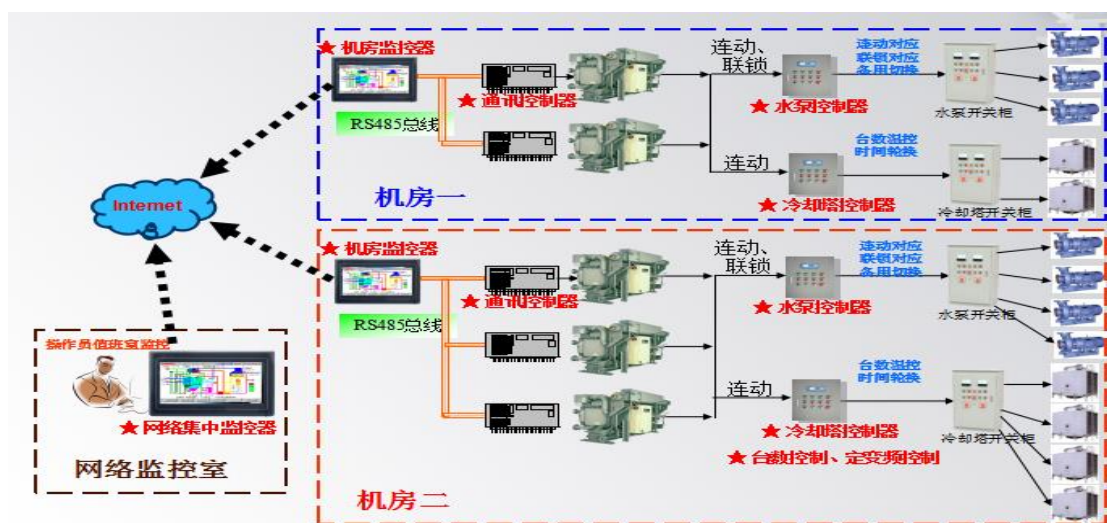 ★机房监控器
连动、
联锁
连动对应
联锁对应
备用切换
★通讯控制器
★水泵控制器
水泵开关柜
RS485总线
台数温控
时间轮换
连动
机房一
★冷却塔控制器
冷却塔开关柜
Internet
★机房监控器
连动、
联锁
连动对应
联锁对应
备用切换
★通讯控制器
★水泵控制器
水泵开关柜
RS485总线
操作员值班室监控
台数温控
时间轮换
连动
★网络集中监控器
★冷却塔控制器
冷却塔开关柜
★台数控制、定变频控制
网络监控室
机房二